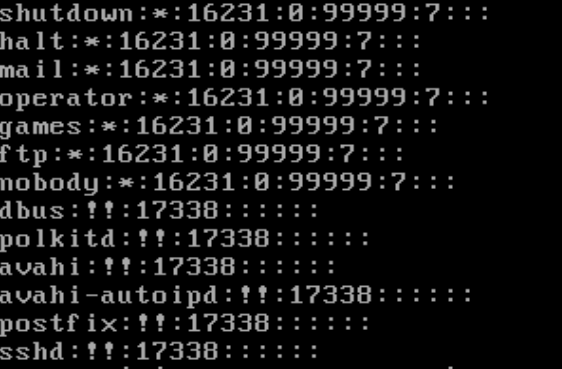 shutdown:*:16231:0:99999:7:::
halt:*:16231:0:99999:7:::
mail:*:16231:0:99999:7:::
operator:*:16231:0:99999:7:::
games:*:16231:0:99999:7:::
ftp:*:16231:0:99999:7:::
nobody:*:16231:0:99999:7:::
dbus:!!:17338::::::
polkitd:!!:17338::::::
avahi:!!:17338::::::
avahi-autoipd:!!:17338::::::
postfix:!!:17338::::::
sshd:!!:17338::::::